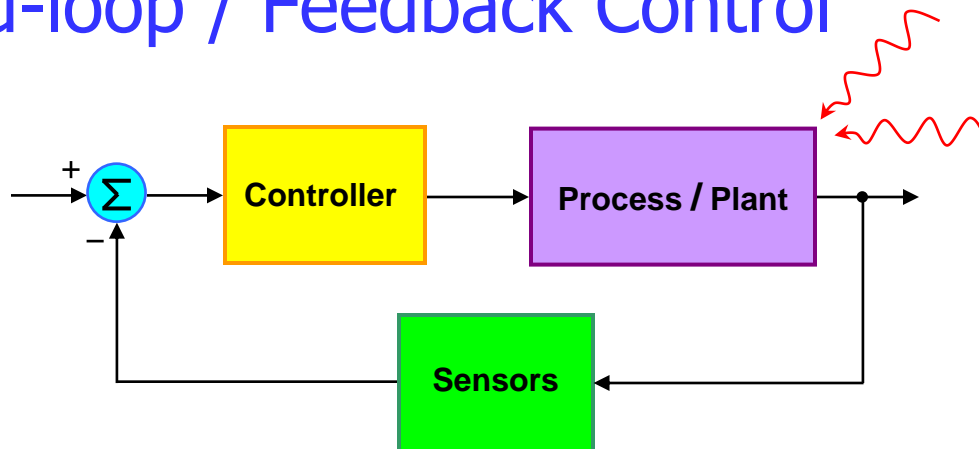 d-loop / Feedback Control
+
Σ
Controller
Process / Plant
−
Sensors